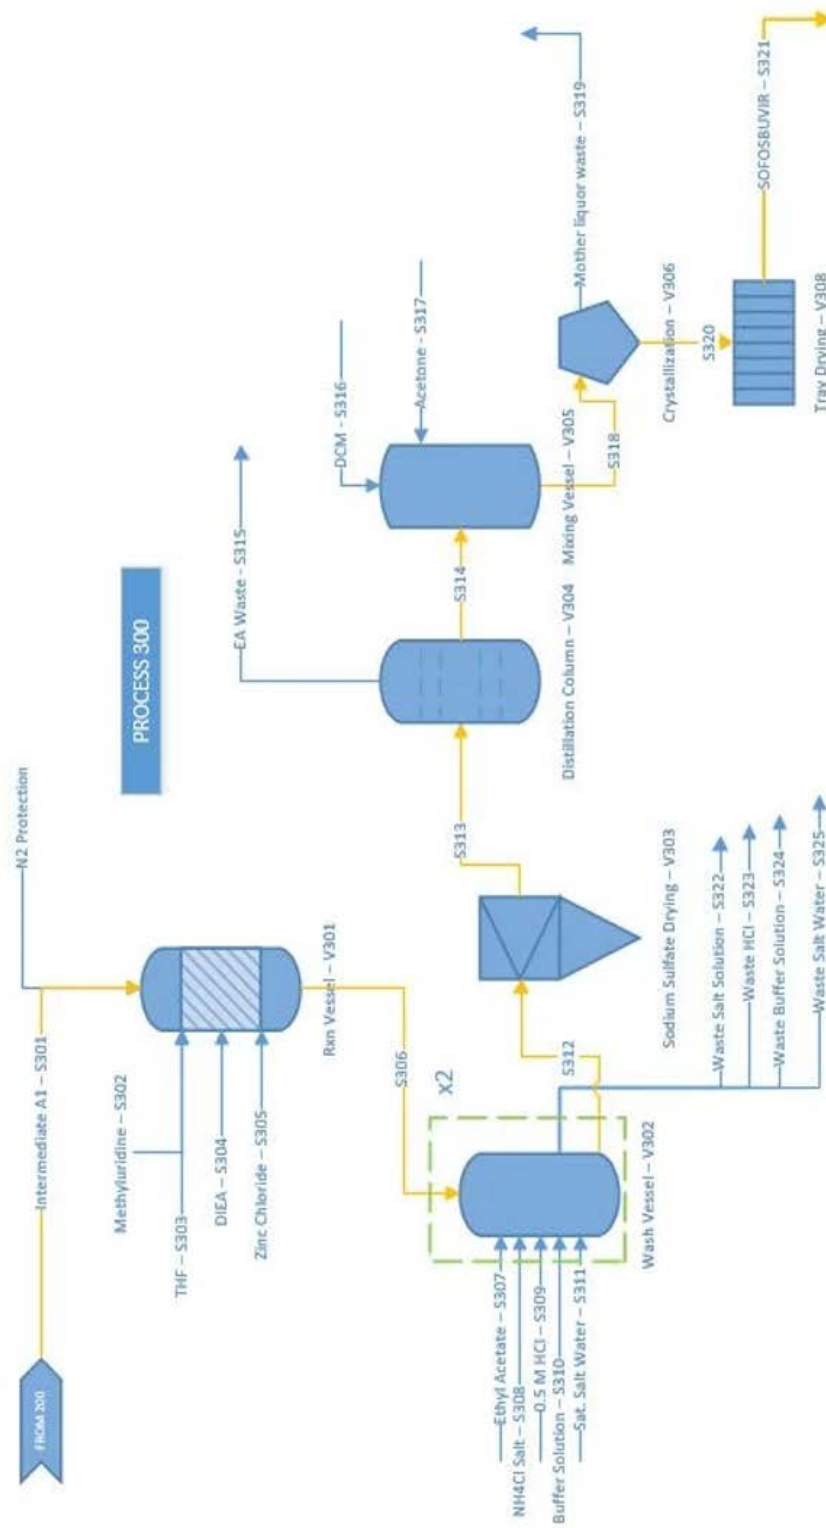 PROCESS 300
FROM 200
Intermediate A1 – S301
N2 Protection
Methyluridine – S302
THF – S303
DIEA – S304
Zinc Chloride – S305
Rxn Vessel – V301
S306
x2
Ethyl Acetate – S307
NH4Cl Salt – S308
0.5 M HCl – S309
Buffer Solution – S310
Sat. Salt Water – S311
Wash Vessel – V302
S312
Sodium Sulfate Drying – V303
Waste Salt Solution – S322
Waste HCl – S323
Waste Buffer Solution – S324
Waste Salt Water – S325
S313
EA Waste - S315
Distillation Column – V304
S314
DCM - S316
Acetone - S317
Mixing Vessel – V305
S318
Mother liquor waste – S319
Crystallization – V306
S320
SOFOSBUVIR – S321
Tray Drying – V308